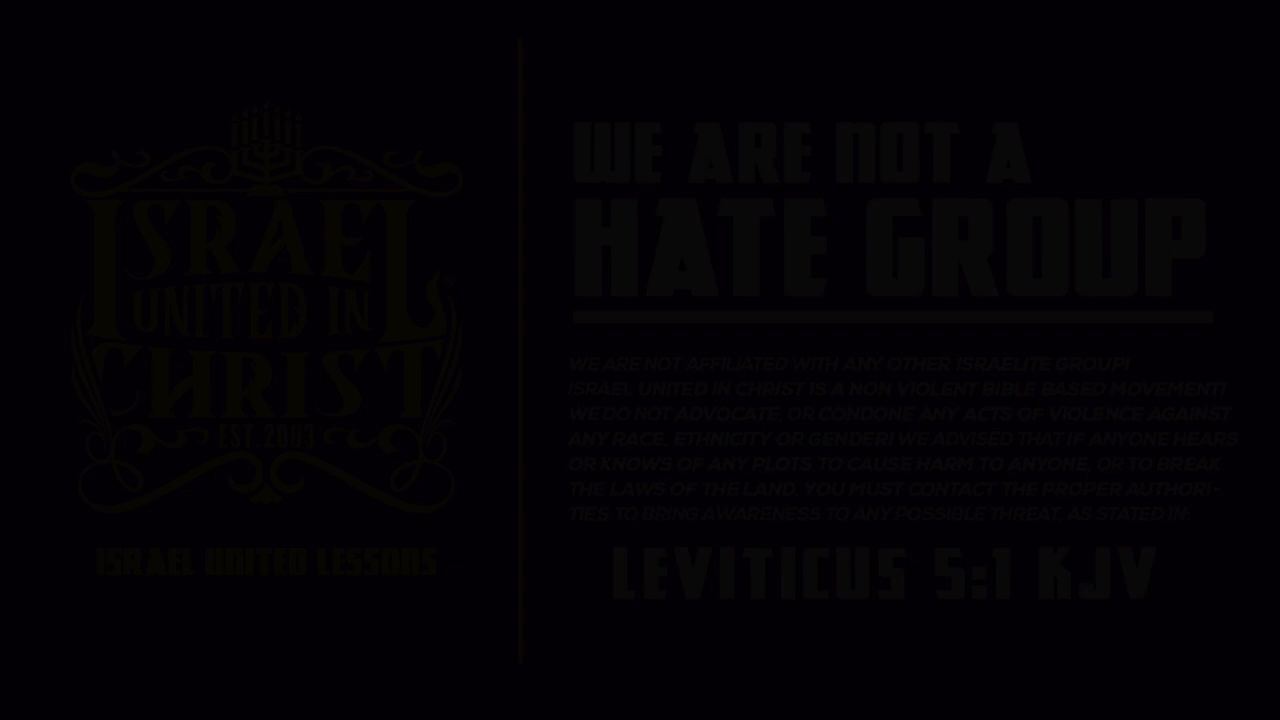 ISRAEL
UNITED IN
CHRIST
EST. 2003
ISRAEL UNITED LESSONS
WE ARE NOT A
HATE GROUP
WE ARE NOT AFFILIATED WITH ANY OTHER ISRAELITE GROUP!
ISRAEL UNITED IN CHRIST IS A NON VIOLENT BIBLE BASED MOVEMENT!
WE DO NOT ADVOCATE OR CONDONE ANY ACTS OF VIOLENCE AGAINST
ANY RACE, ETHNICITY OR GENDER! WE ADVISED THAT IF ANYONE HEARS
OR KNOWS OF ANY PLOTS TO CAUSE HARM TO ANYONE, OR TO BREAK
THE LAWS OF THE LAND. YOU MUST CONTACT THE PROPER AUTHORI-
TIES TO BRING AWARENESS TO ANY POSSIBLE THREAT, AS STATED IN:
LEVITICUS 5:1 KJV